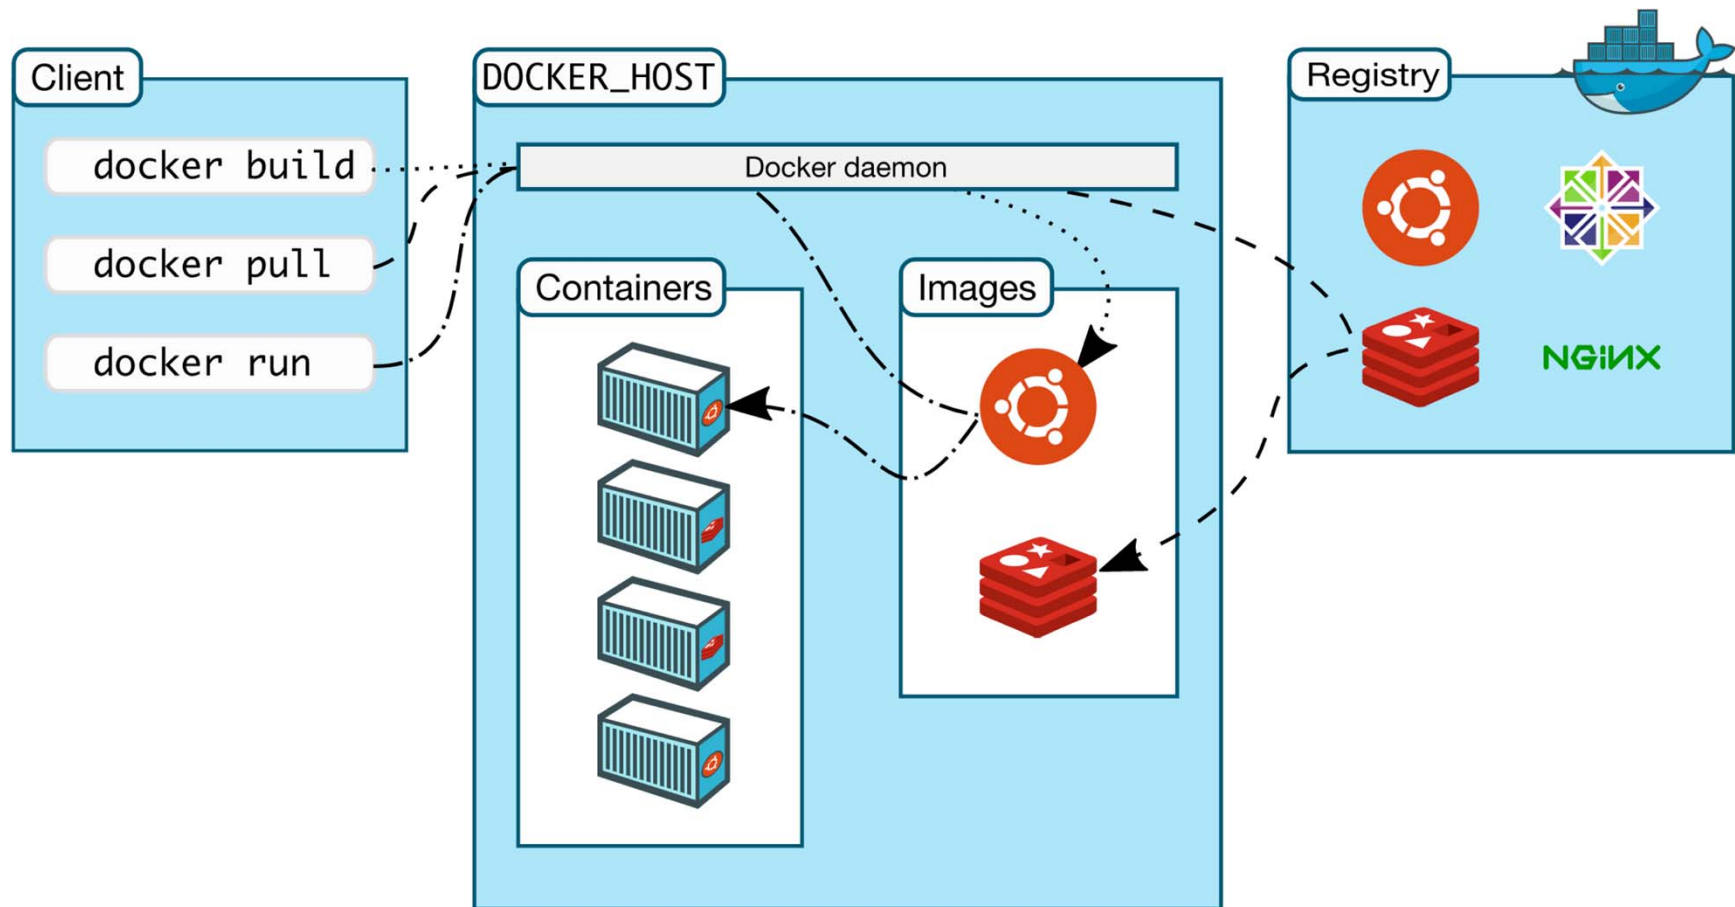 Client
docker build
docker pull
docker run
DOCKER_HOST
Docker daemon
Containers
Images
Registry
NGINX